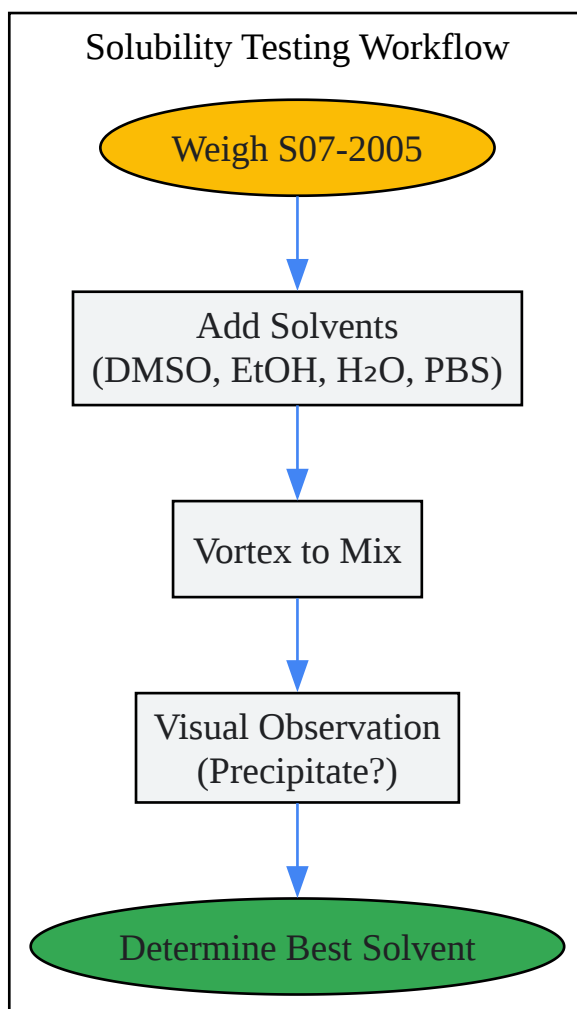 Solubility Testing Workflow
Weigh S07-2005
Add Solvents
(DMSO, EtOH, H₂O, PBS)
Vortex to Mix
Visual Observation
(Precipitate?)
Determine Best Solvent